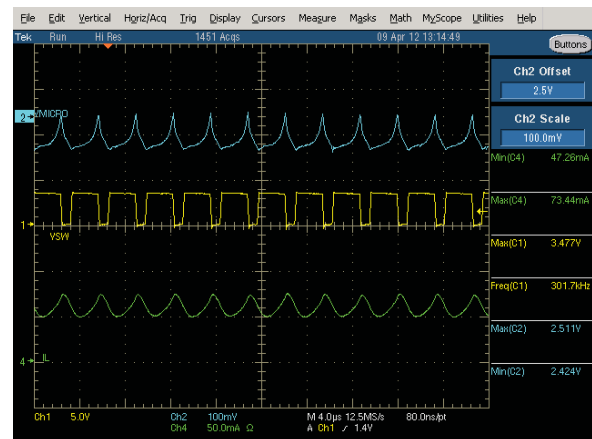 File Edit Vertical Horiz/Acq Trig Display Cursors Measure Masks Math MyScope Utilities Help
Tek Run Hi Res 1451 Acqs 09 Apr 12 13:14:49 Buttons
Ch2 Offset
2.5V
Ch2 Scale
100.0mV
2 VMICRO
Min(C4) 47.26mA
Max(C4) 73.44mA
1
VSW
Max(C1) 3.477V
Freq(C1) 301.7kHz
Max(C2) 2.511V
4 IL
Min(C2) 2.424V
Ch1 5.0V Ch2 100mV M 4.0µs 12.5MS/s 80.0ns/pt
Ch4 50.0mA Ω A Ch1 ∕ 1.4V